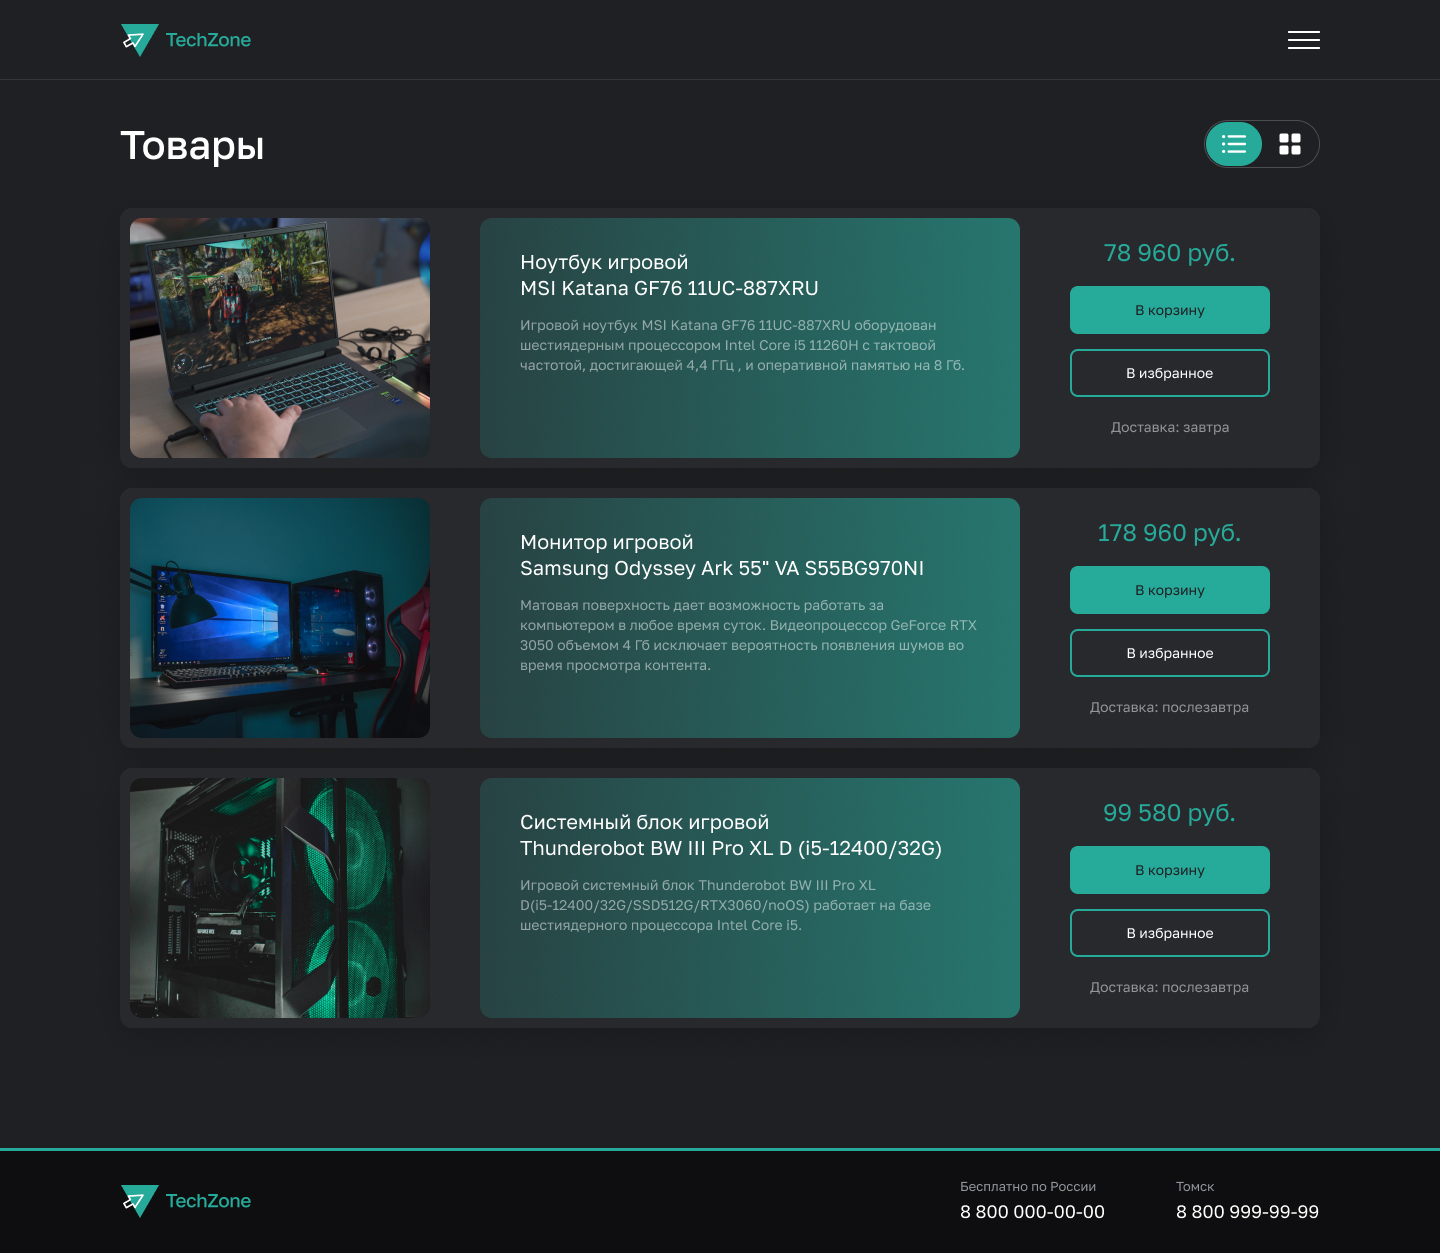 TechZone
Товары
Ноутбук игровой
MSI Katana GF76 11UC-887XRU
Игровой ноутбук MSI Katana GF76 11UC-887XRU оборудован
шестиядерным процессором Intel Core i5 11260H с тактовой
частотой, достигающей 4,4 ГГц , и оперативной памятью на 8 Гб.
78 960 руб.
В корзину
В избранное
Доставка: завтра
Монитор игровой
Samsung Odyssey Ark 55" VA S55BG970NI
Матовая поверхность дает возможность работать за
компьютером в любое время суток. Видеопроцессор GeForce RTX
3050 объемом 4 Гб исключает вероятность появления шумов во
время просмотра контента.
178 960 руб.
В корзину
В избранное
Доставка: послезавтра
GEFORCE RTX
ASUS
Системный блок игровой
Thunderobot BW III Pro XL D (i5-12400/32G)
Игровой системный блок Thunderobot BW III Pro XL
D(i5-12400/32G/SSD512G/RTX3060/noOS) работает на базе
шестиядерного процессора Intel Core i5.
99 580 руб.
В корзину
В избранное
Доставка: послезавтра
TechZone
Бесплатно по России
8 800 000-00-00
Томск
8 800 999-99-99